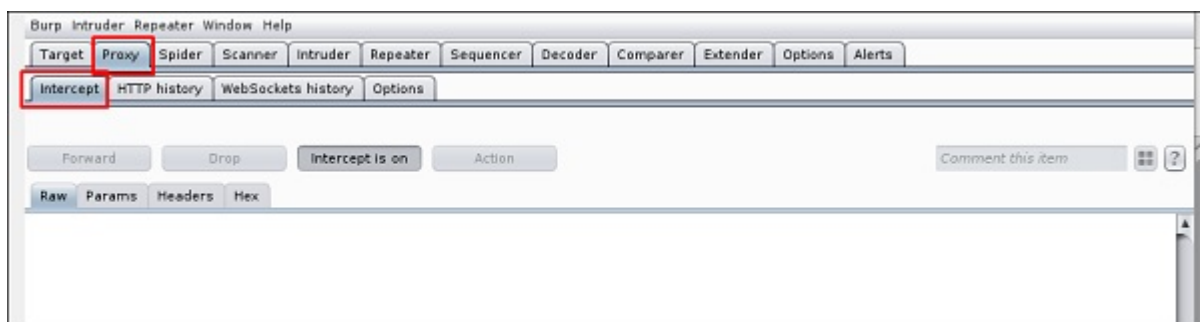 Burp Intruder Repeater Window Help
Target Proxy Spider Scanner Intruder Repeater Sequencer Decoder Comparer Extender Options Alerts
Intercept HTTP history WebSockets history Options
Forward Drop Intercept is on Action Comment this item ?
Raw Params Headers Hex